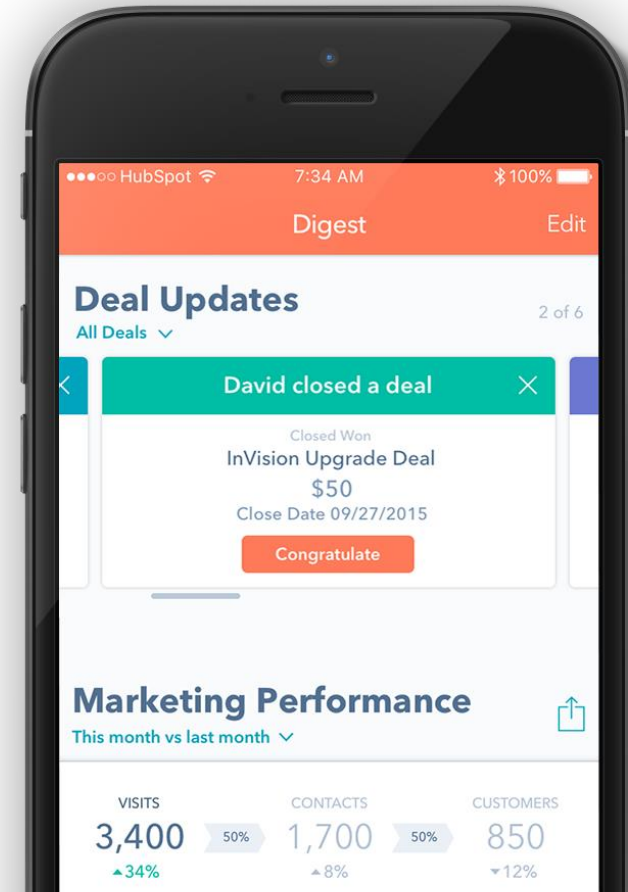 HubSpot 7:34 AM 100%
Digest Edit
Deal Updates
2 of 6
All Deals
David closed a deal
Closed Won
InVision Upgrade Deal
$50
Close Date 09/27/2015
Congratulate
Marketing Performance
This month vs last month
VISITS CONTACTS CUSTOMERS
3,400 50% 1,700 50% 850
▲34% ▲8% ▼12%